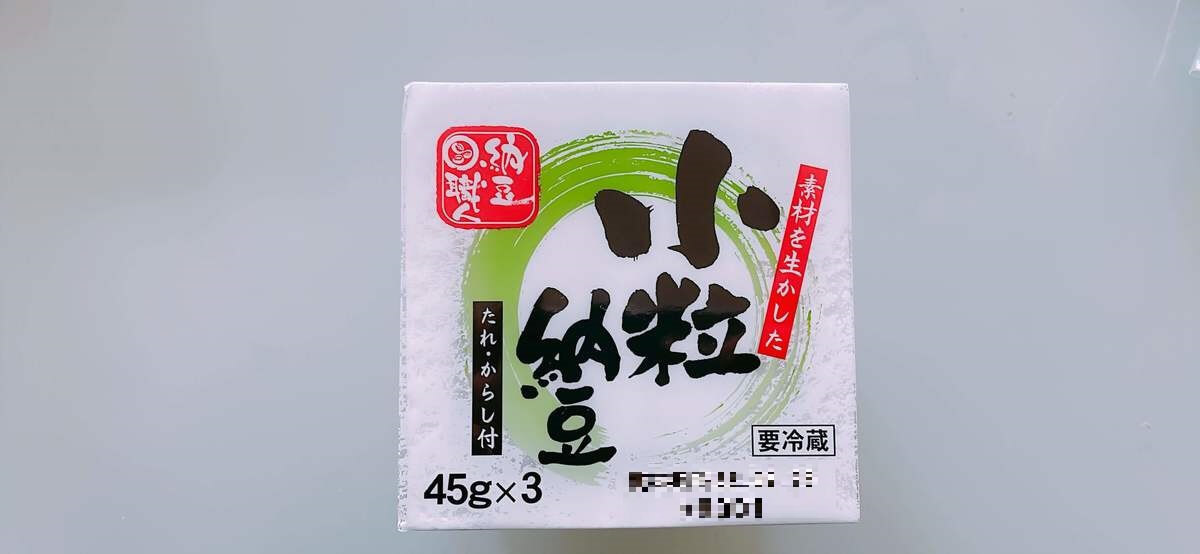 納豆
職人
小粒
納豆
素材を生かした
たれ・からし付
要冷蔵
45g×3